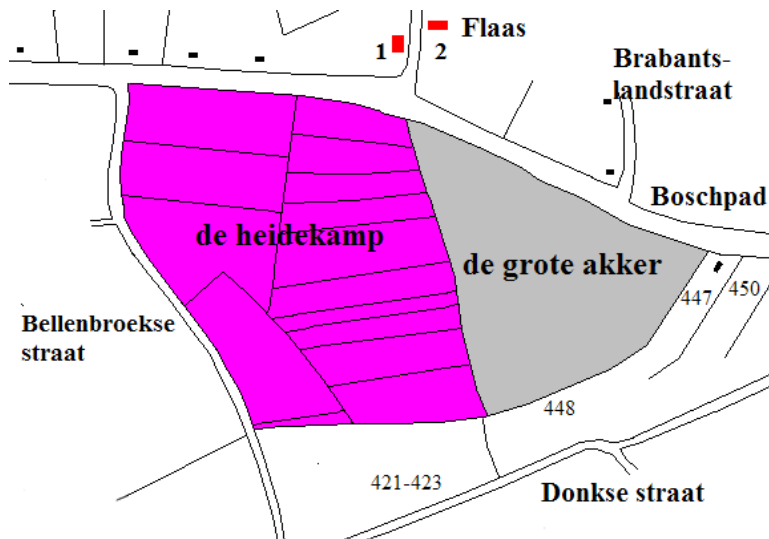 1
2
Flaas
Brabants-
landstraat
Boschpad
de heidekamp
de grote akker
447
450
Bellenbroekse
straat
448
421-423
Donkse straat